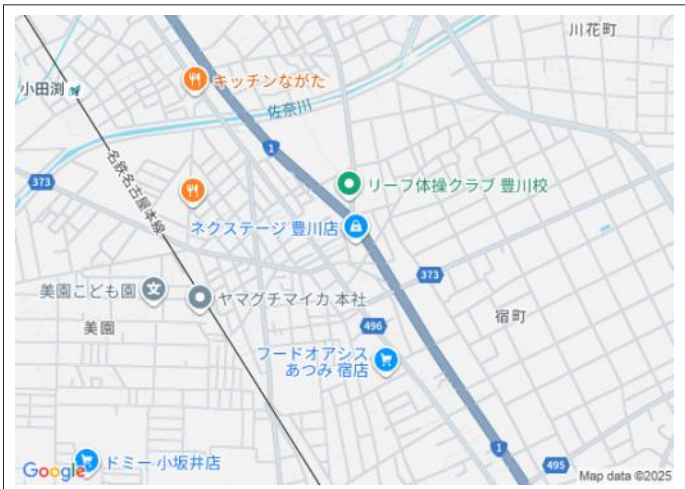 川花町
キッチンながた
小田渕
佐奈川
1
名鉄名古屋本線
373
リーフ体操クラブ 豊川校
ネクステージ 豊川店
373
美園こども園
ヤマグチマイカ 本社
宿町
美園
496
フードオアシス
あつみ 宿店
1
ドミー 小坂井店
495
Google
Map data ©2025